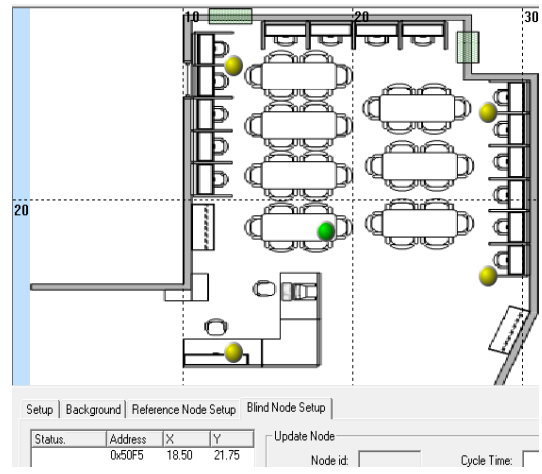 10 20 30
20
Setup Background Reference Node Setup Blind Node Setup
Status. Address X Y Update Node
0x50F5 18.50 21.75 Node id: Cycle Time: